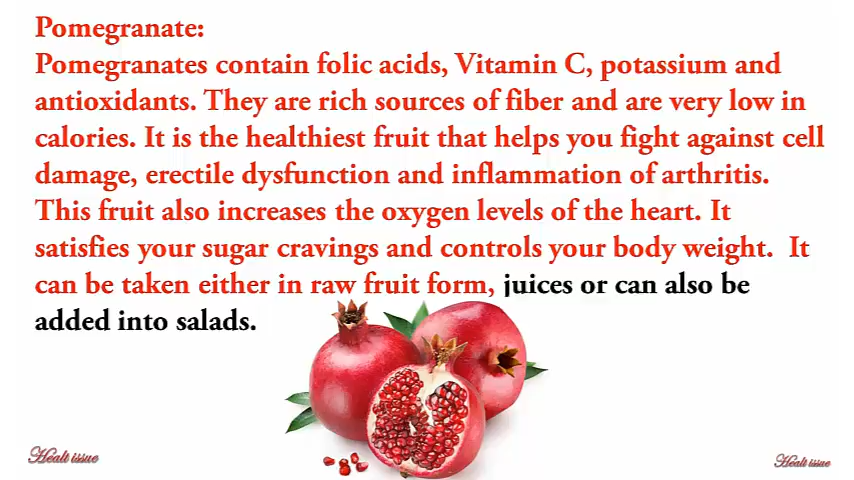 Pomegranate:
Pomegranates contain folic acids, Vitamin C, potassium and
antioxidants. They are rich sources of fiber and are very low in
calories. It is the healthiest fruit that helps you fight against cell
damage, erectile dysfunction and inflammation of arthritis.
This fruit also increases the oxygen levels of the heart. It
satisfies your sugar cravings and controls your body weight. It
can be taken either in raw fruit form, juices or can also be
added into salads.
Healt issue
Healt issue